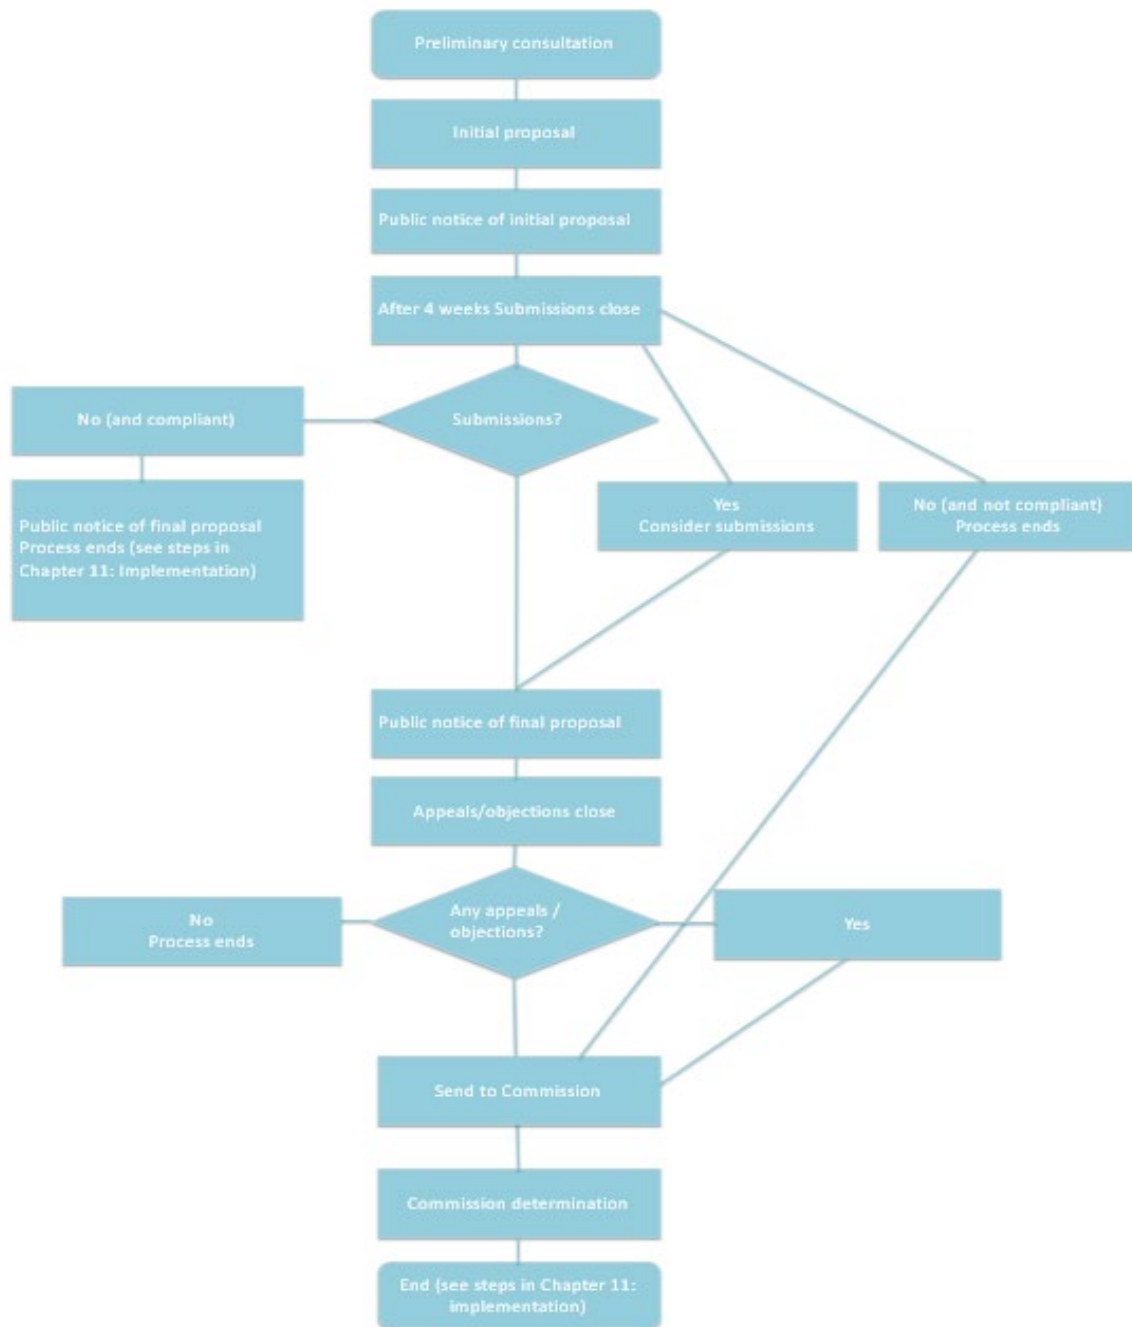 Preliminary consultation
Initial proposal
Public notice of initial proposal
After 4 weeks Submissions close
No (and compliant)
Submissions?
Public notice of final proposal
Process ends (see steps in
Chapter 11: Implementation)
Yes
Consider submissions
No (and not compliant)
Process ends
Public notice of final proposal
Appeals/objections close
No
Process ends
Any appeals /
objections?
Yes
Send to Commission
Commission determination
End (see steps in Chapter 11:
implementation)